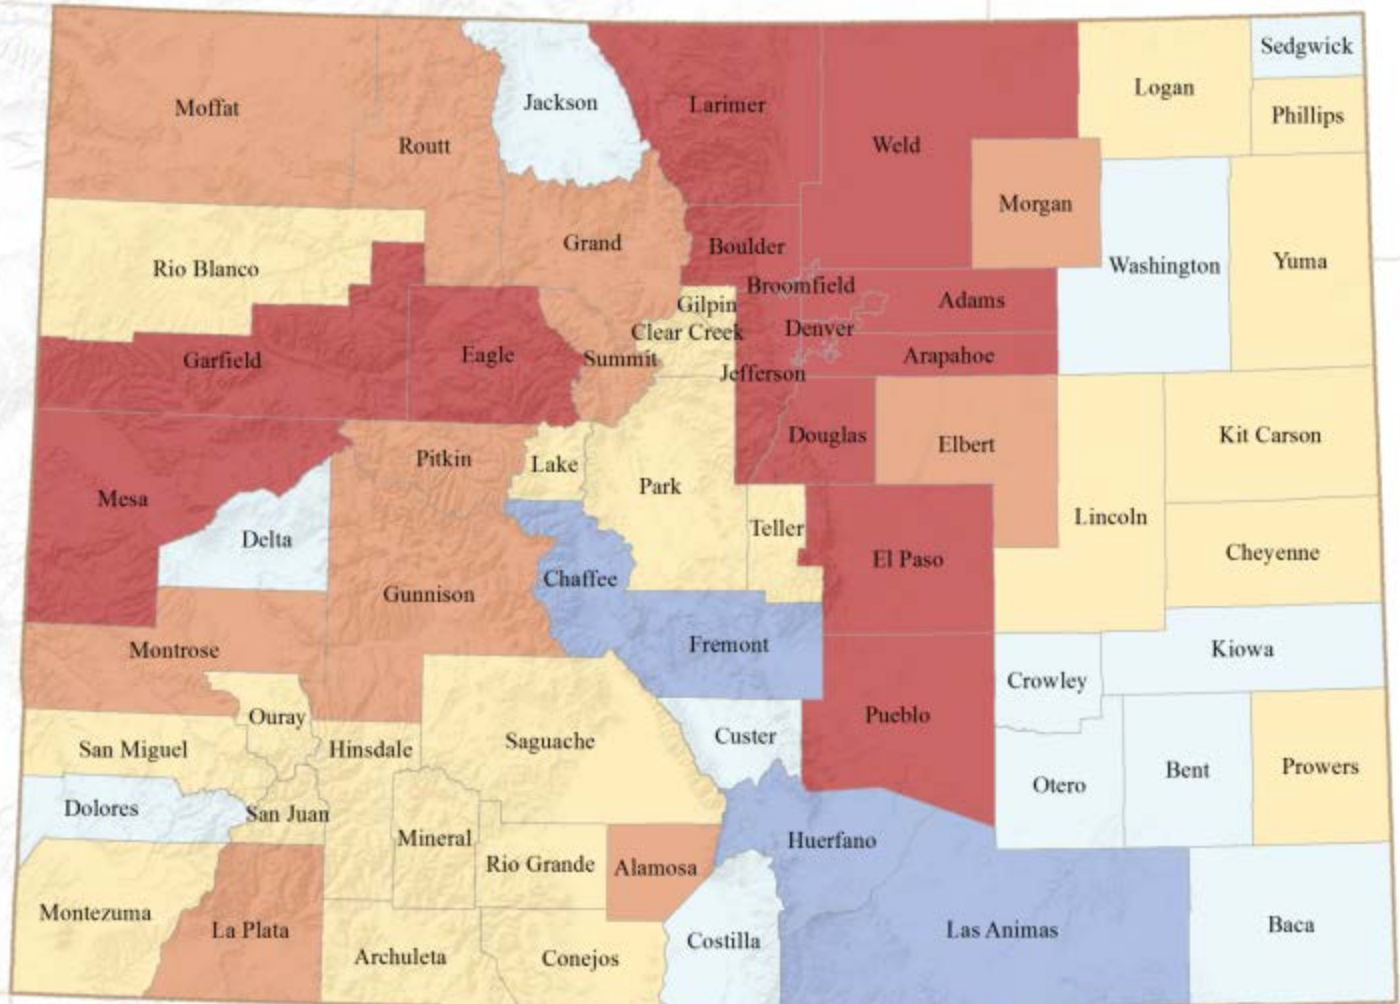 Sedgwick
Logan
Jackson
Larimer
Moffat
Phillips
Routt
Weld
Morgan
Grand
Boulder
Rio Blanco
Washington
Yuma
Broomfield
Gilpin
Adams
Clear Creek
Denver
Eagle
Summit
Arapahoe
Garfield
Jefferson
Douglas
Kit Carson
Elbert
Pitkin
Lake
Park
Mesa
Lincoln
Teller
Delta
Cheyenne
El Paso
Chaffee
Gunnison
Fremont
Montrose
Kiowa
Crowley
Ouray
Pueblo
San Miguel
Hinsdale
Saguache
Custer
Prowers
Bent
Otero
Dolores
San Juan
Mineral
Huerfano
Rio Grande
Alamosa
Montezuma
La Plata
Las Animas
Baca
Costilla
Archuleta
Conejos